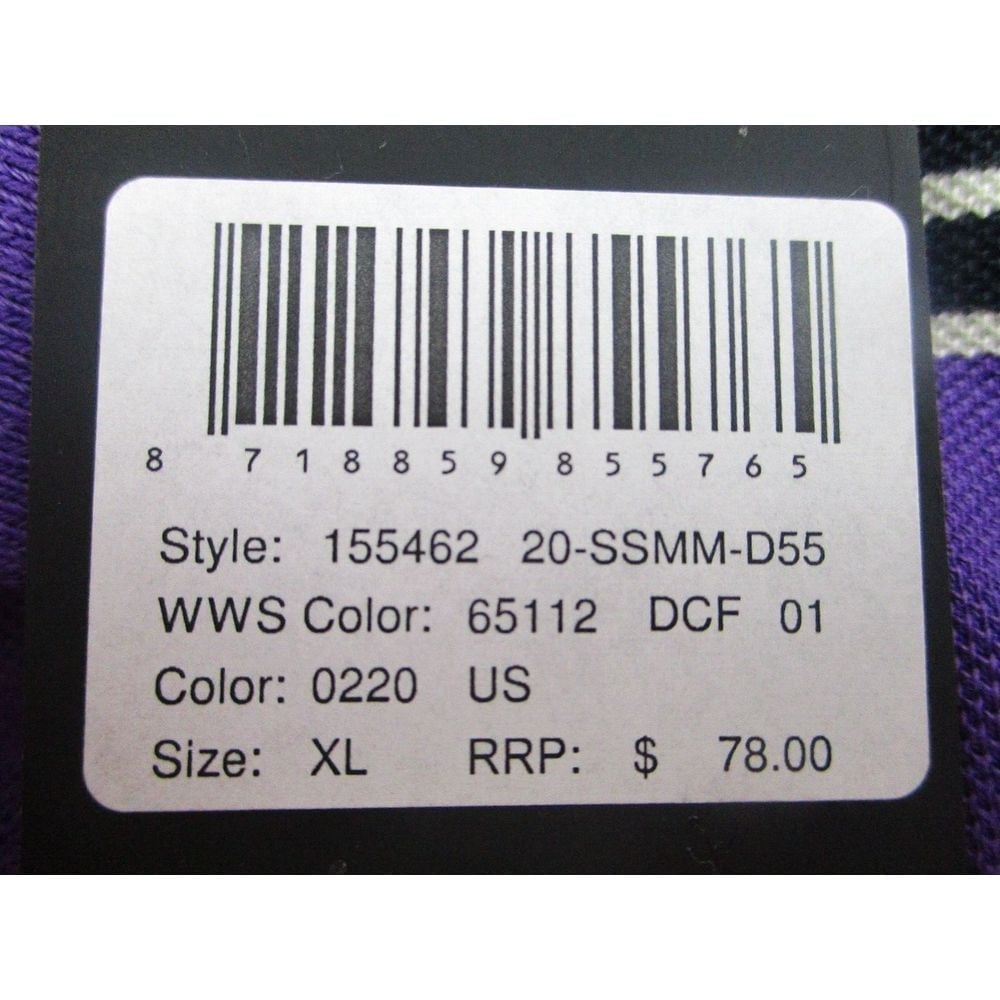 8 718859 855765
Style: 155462 20-SSMM-D55
WWS Color: 65112 DCF 01
Color: 0220 US
Size: XL RRP: $ 78.00